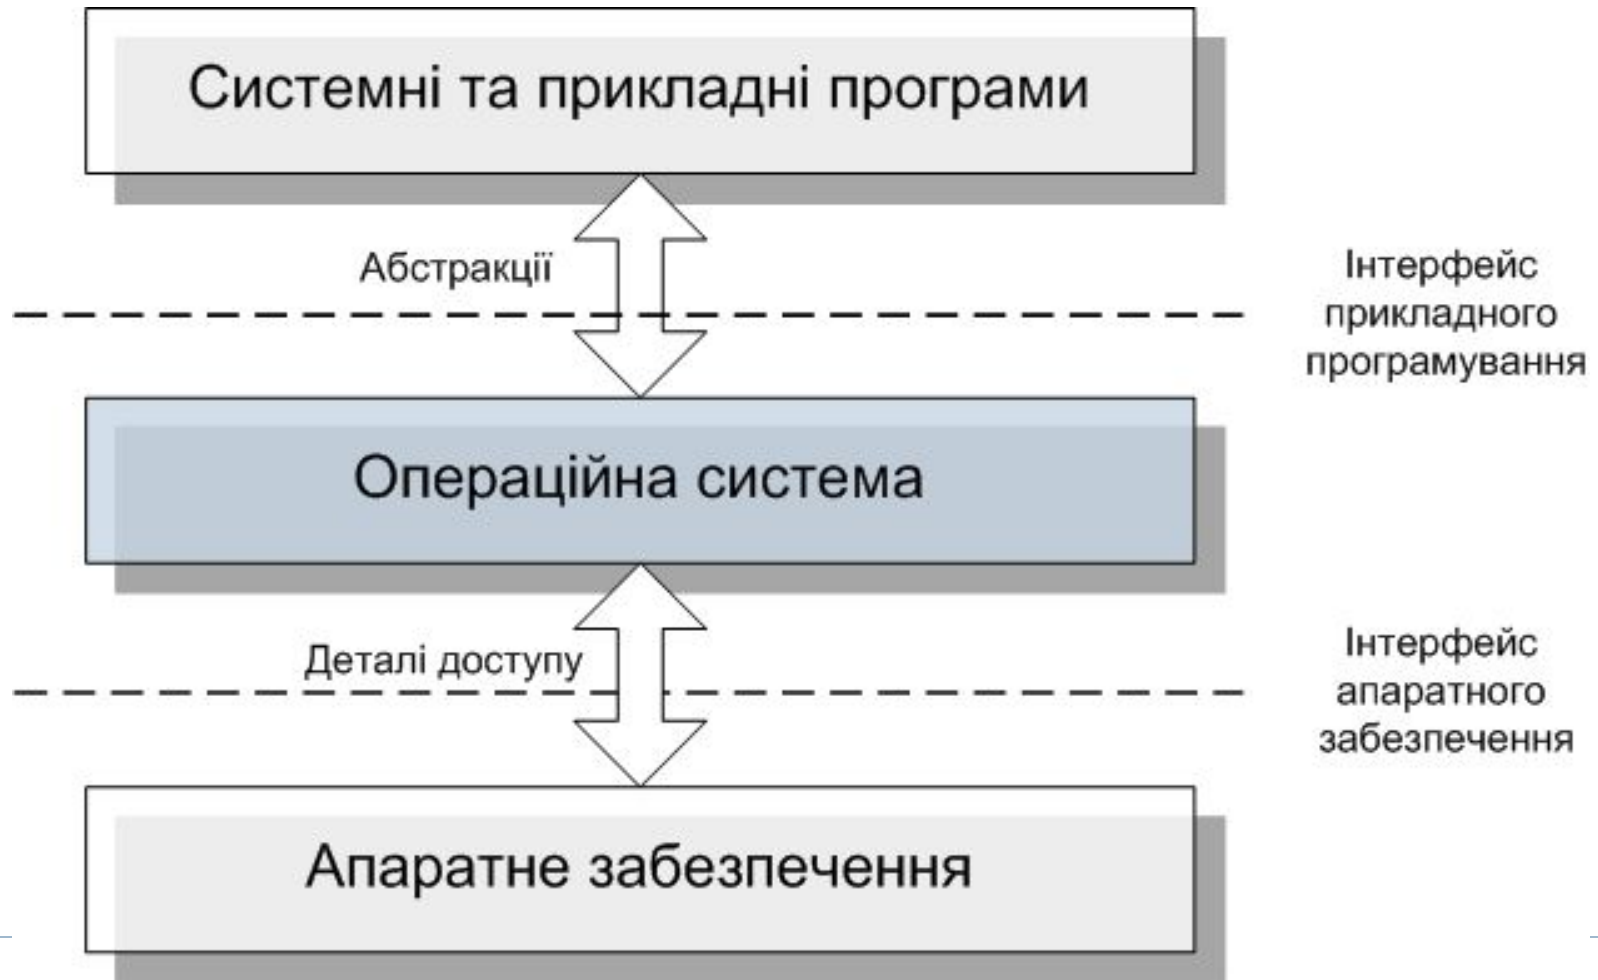 Системні та прикладні програми
Абстракції
Інтерфейс
прикладного
програмування
Операційна система
Деталі доступу
Інтерфейс
апаратного
забезпечення
Апаратне забезпечення